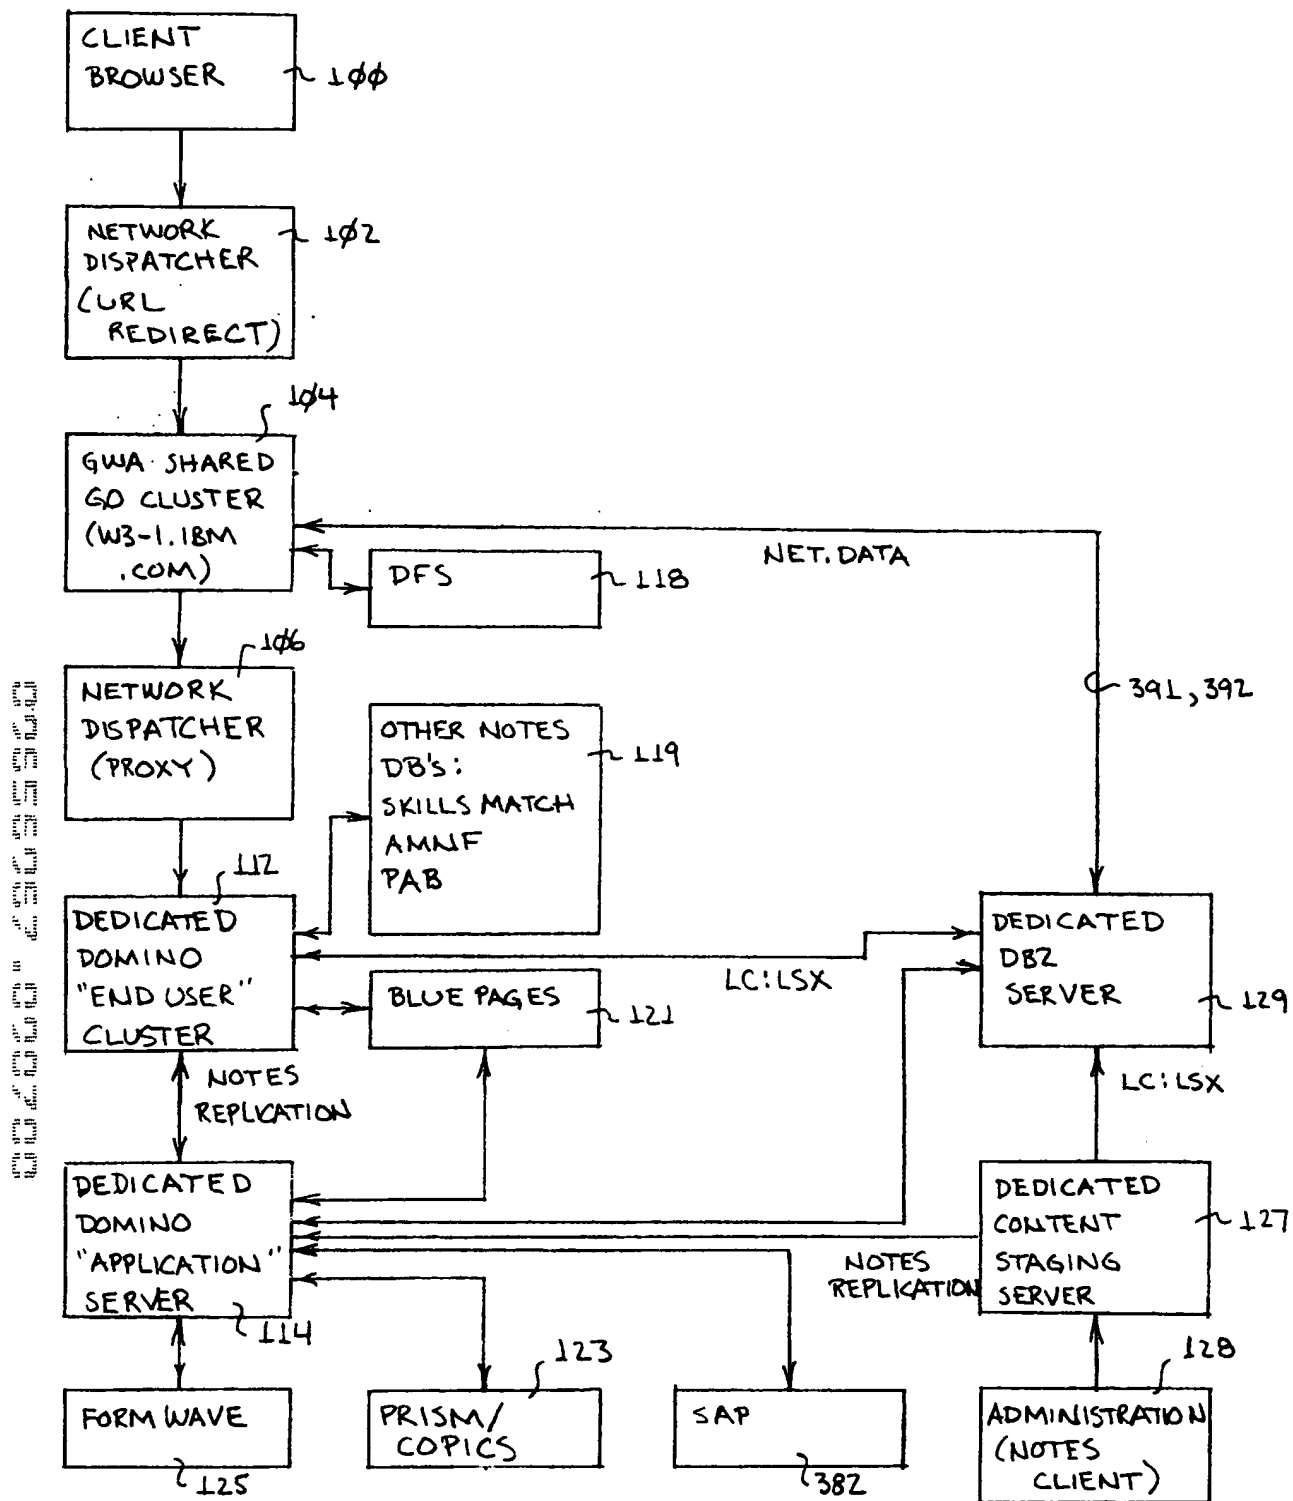 CLIENT
BROWSER
100
NETWORK
DISPATCHER
(URL
REDIRECT)
102
104
GWA SHARED
GO CLUSTER
(W3-1.IBM
.COM)
NET.DATA
DFS
118
106
NETWORK
DISPATCHER
(PROXY)
391, 392
OTHER NOTES
DB'S:
SKILLS MATCH
AMNF
PAB
119
112
DEDICATED
DOMINO
"END USER"
CLUSTER
LC:LSX
DEDICATED
DB2
SERVER
129
BLUE PAGES
121
NOTES
REPLICATION
LC:LSX
DEDICATED
DOMINO
"APPLICATION"
SERVER
114
NOTES
REPLICATION
DEDICATED
CONTENT
STAGING
SERVER
127
FORM WAVE
125
123
PRISM/
COPICS
SAP
382
128
ADMINISTRATION
(NOTES
CLIENT)